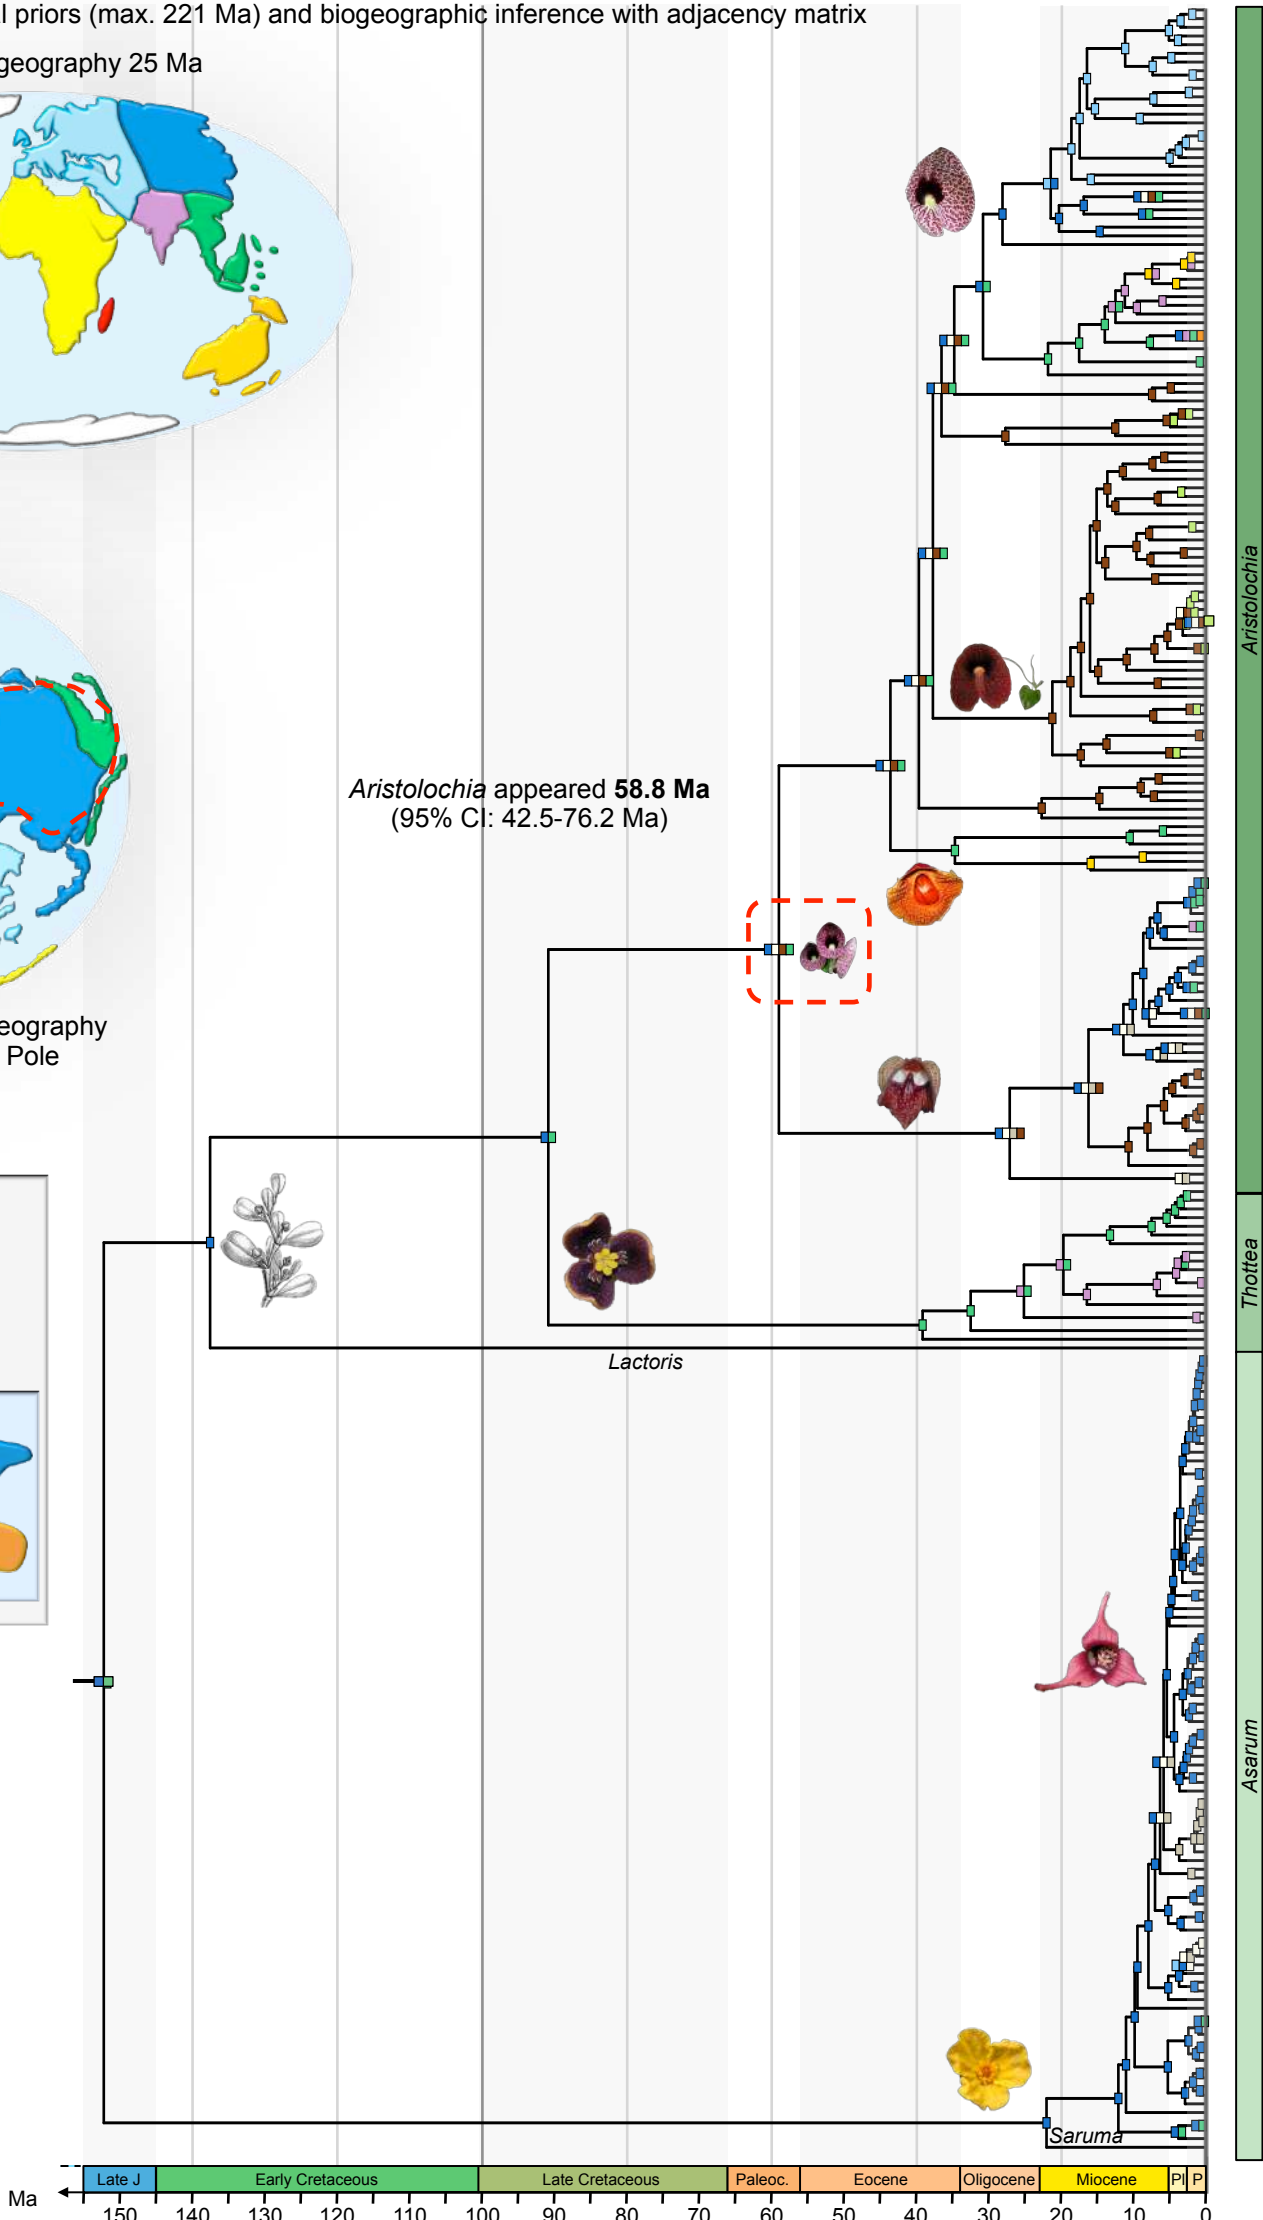 l priors (max. 221 Ma) and biogeographic inference with adjacency matrix
geography 25 Ma
Aristolochia appeared 58.8 Ma
(95% CI: 42.5-76.2 Ma)
eography
Pole
Lactoris
Saruma
Aristolochia
Thottea
Asarum
Late J Early Cretaceous Late Cretaceous Paleoc. Eocene Oligocene Miocene Pl P
Ma
150 140 130 120 110 100 90 80 70 60 50 40 30 20 10 0